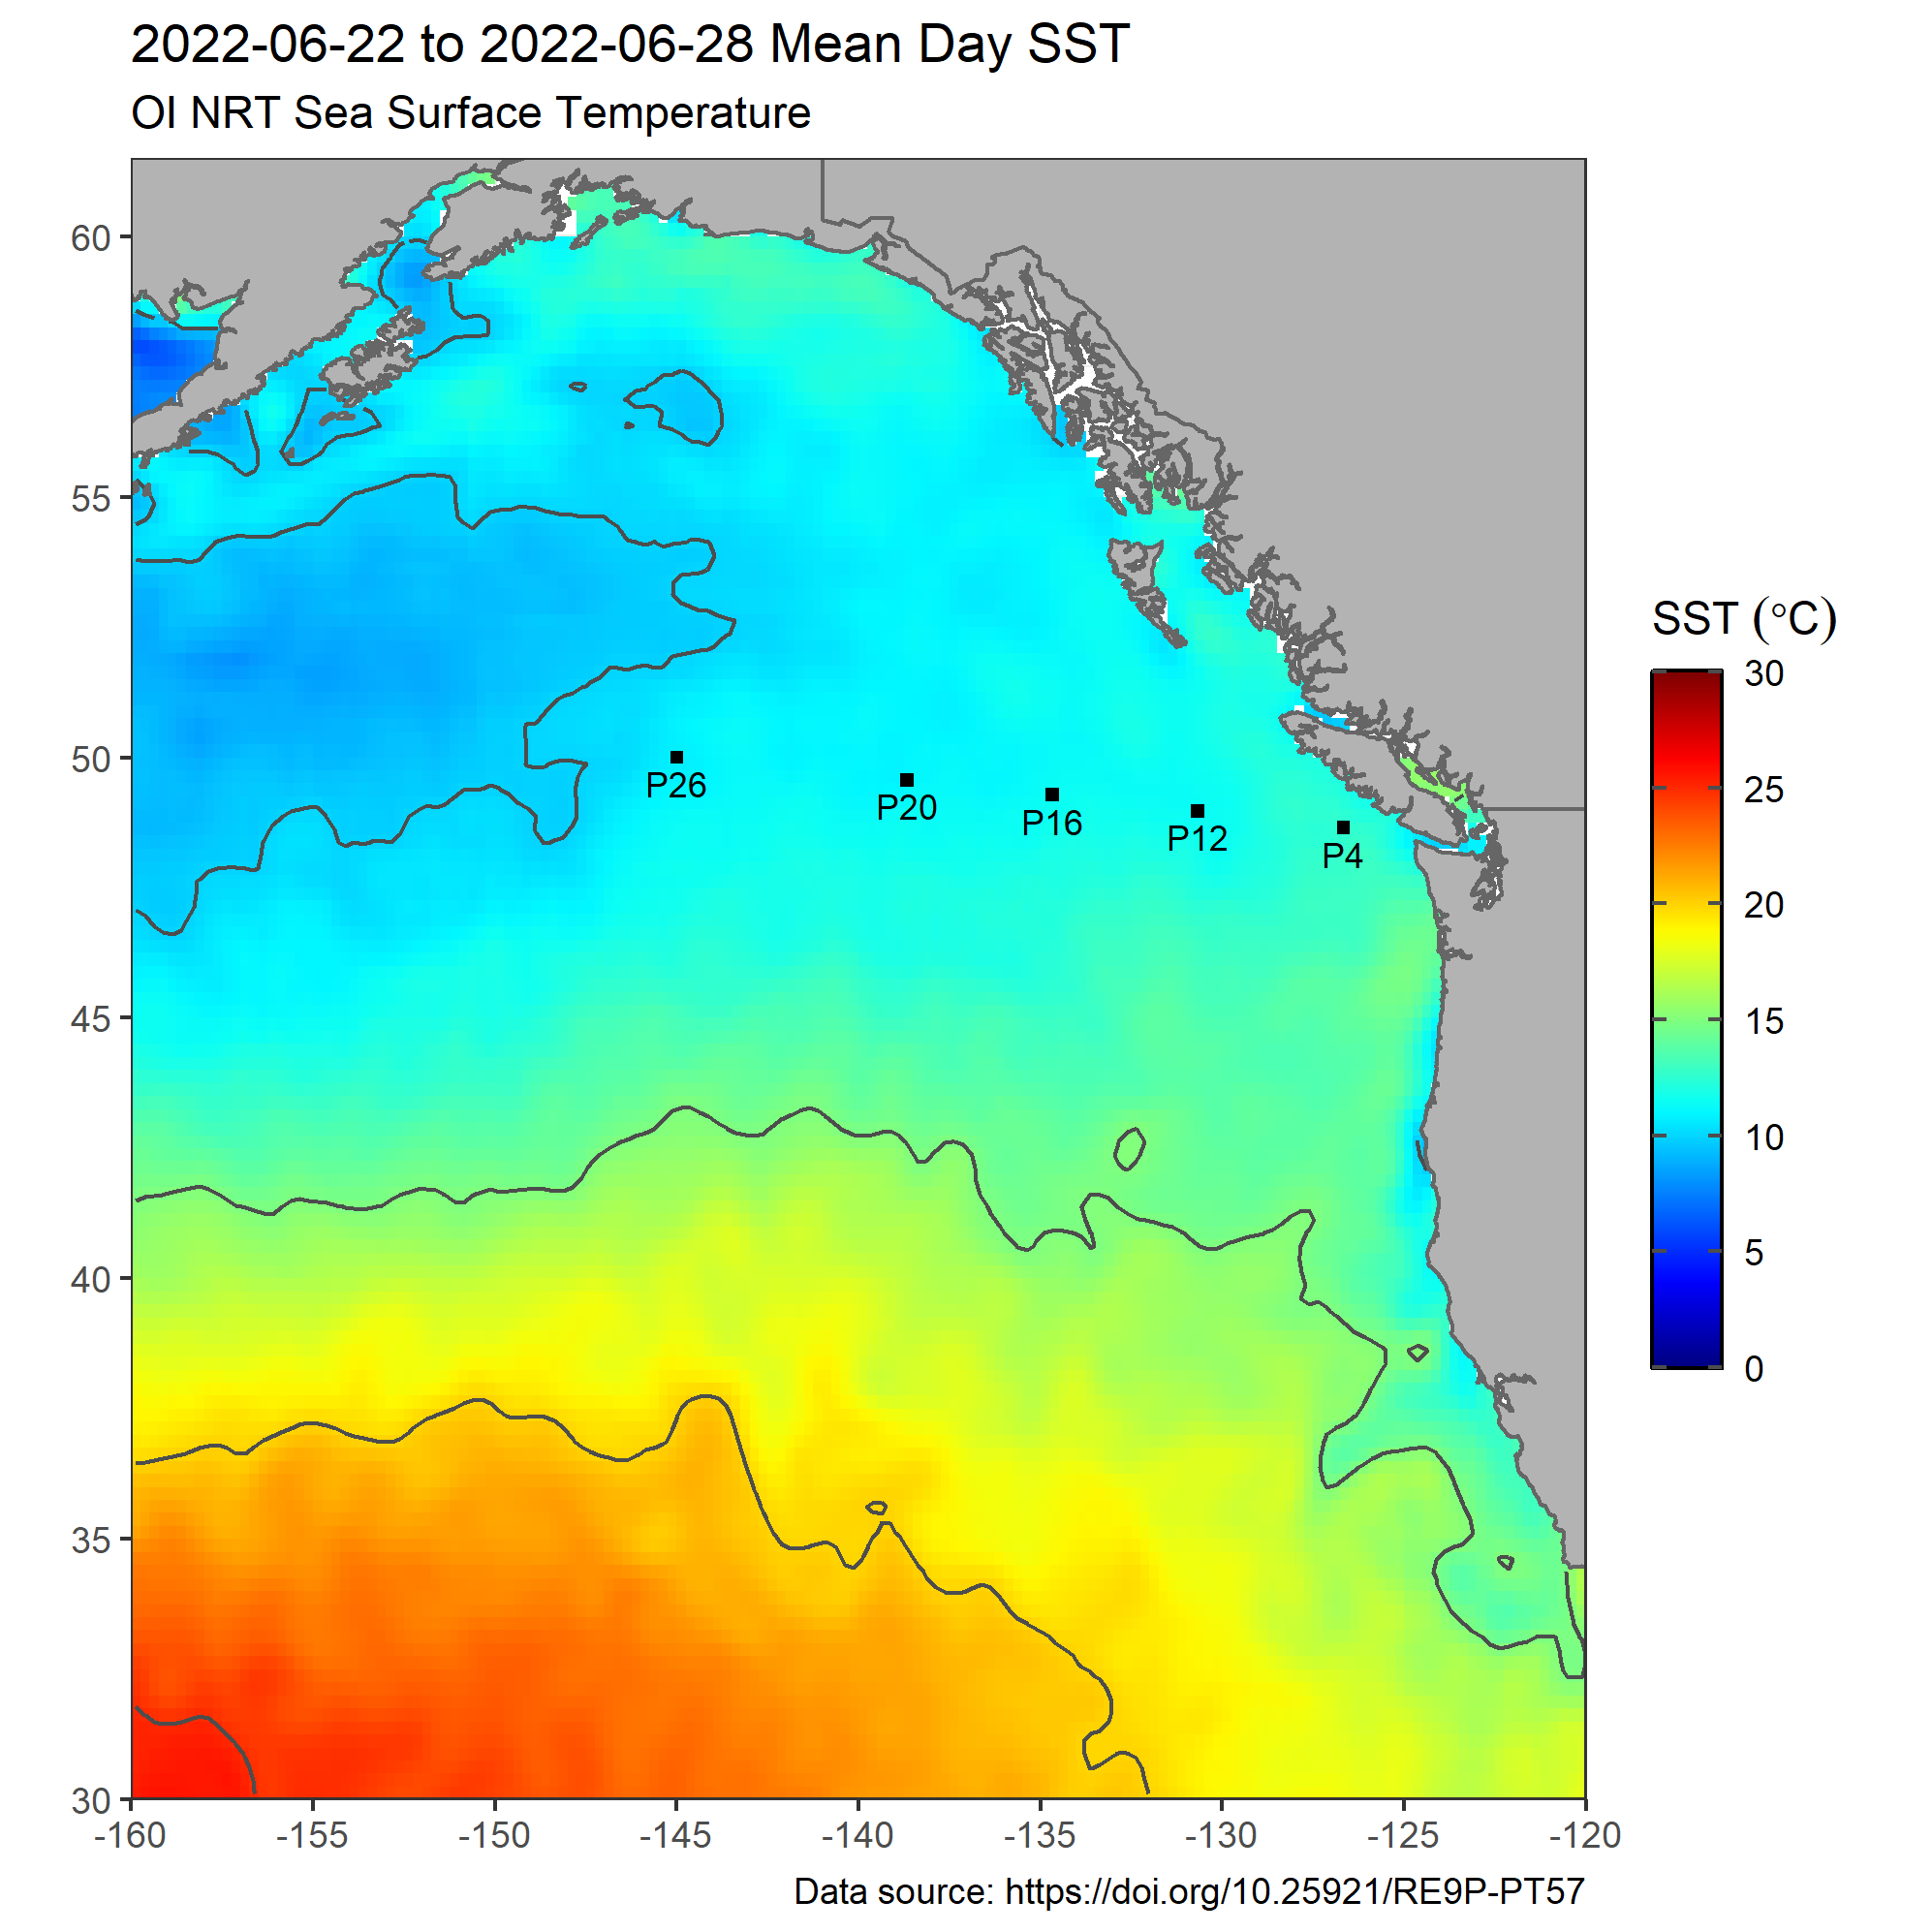 2022-06-22 to 2022-06-28 Mean Day SST
OI NRT Sea Surface Temperature
60
55
50
45
40
35
30
P26
P20
P16
P12
P4
-160
-155
-150
-145
-140
-135
-130
-125
-120
SST (°C)
30
25
20
15
10
5
0
Data source: https://doi.org/10.25921/RE9P-PT57